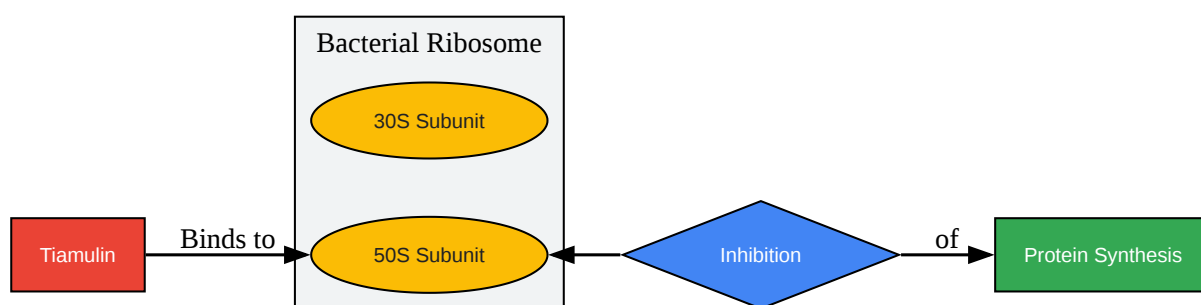 Bacterial Ribosome
30S Subunit
Tiamulin
Binds to
50S Subunit
Inhibition
of
Protein Synthesis